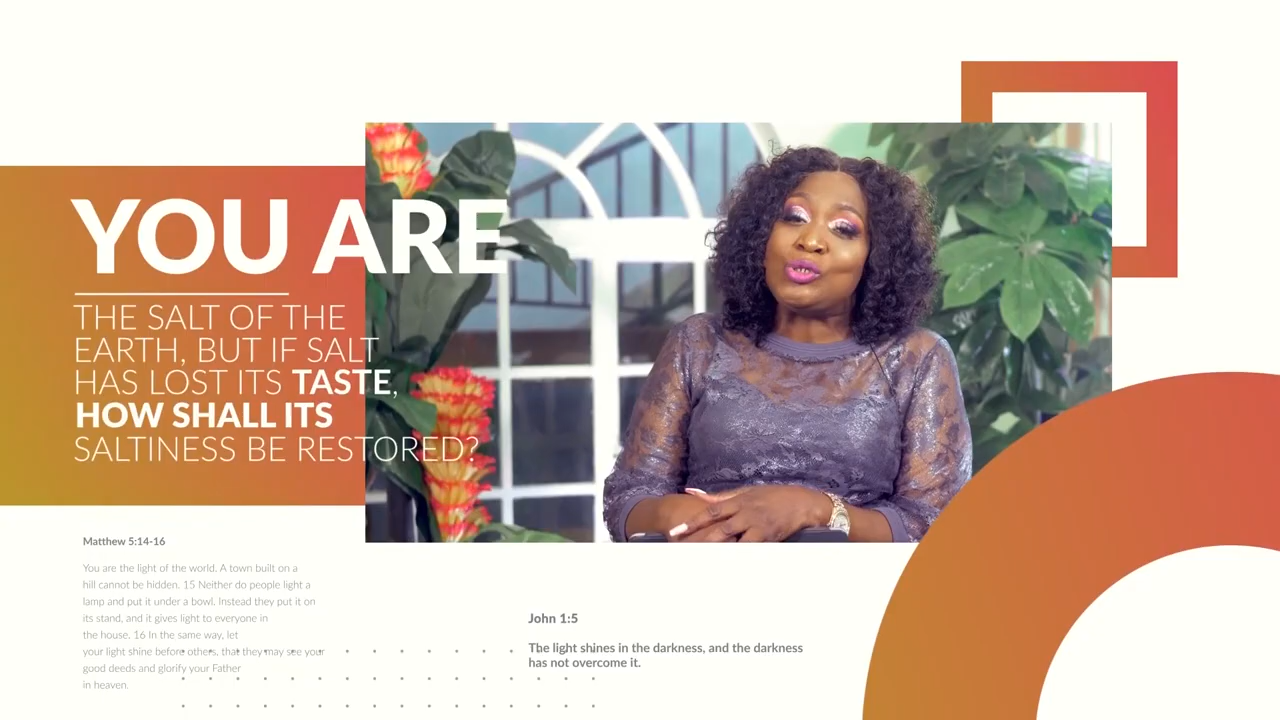 YOU ARE
THE SALT OF THE
EARTH, BUT IF SALT
HAS LOST ITS TASTE,
HOW SHALL ITS
SALTINESS BE RESTORED?
Matthew 5:14-16
You are the light of the world. A town built on a
hill cannot be hidden. 15 Neither do people light a
lamp and put it under a bowl. Instead they put it on
its stand, and it gives light to everyone in
the house. 16 In the same way, let
your light shine before others, that they may see your
good deeds and glorify your Father
in heaven.
John 1:5
The light shines in the darkness, and the darkness
has not overcome it.